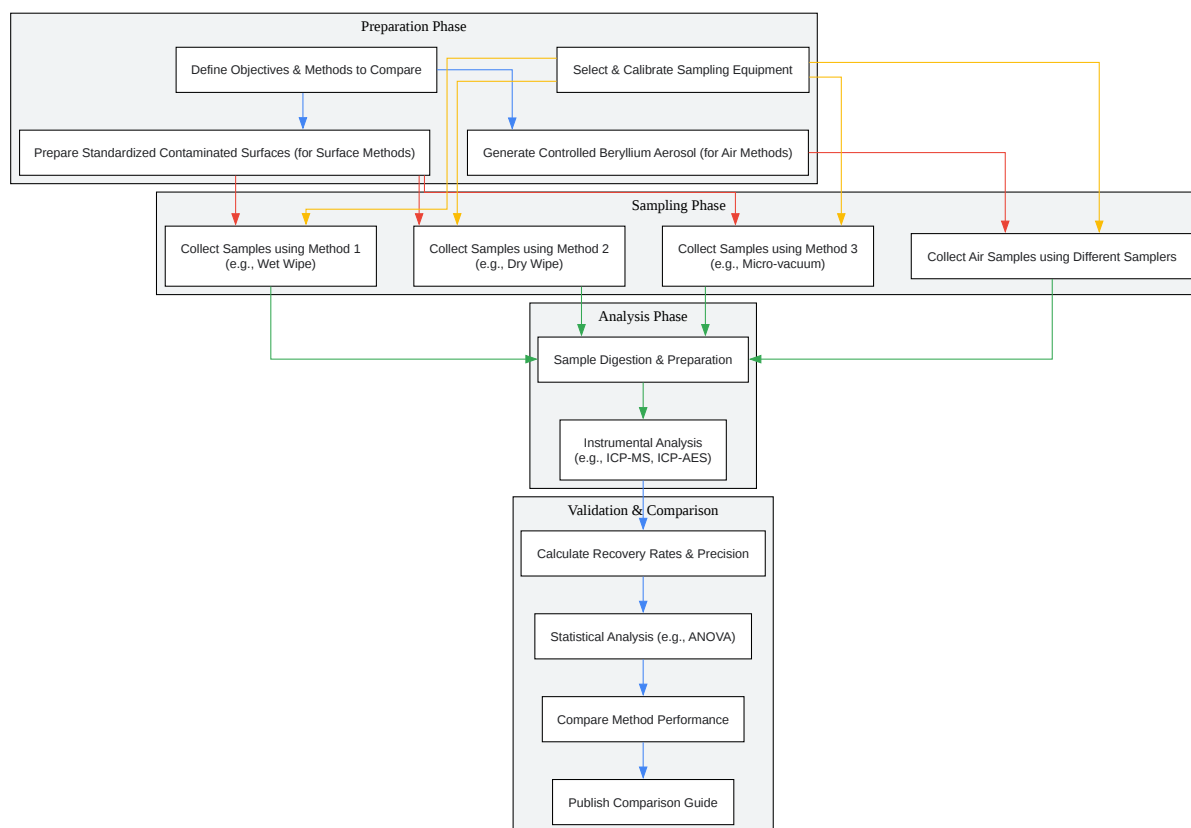 Preparation Phase
Define Objectives & Methods to Compare
Select & Calibrate Sampling Equipment
Prepare Standardized Contaminated Surfaces (for Surface Methods)
Generate Controlled Beryllium Aerosol (for Air Methods)
Sampling Phase
Collect Samples using Method 1
(e.g., Wet Wipe)
Collect Samples using Method 2
(e.g., Dry Wipe)
Collect Samples using Method 3
(e.g., Micro-vacuum)
Collect Air Samples using Different Samplers
Analysis Phase
Sample Digestion & Preparation
Instrumental Analysis
(e.g., ICP-MS, ICP-AES)
Validation & Comparison
Calculate Recovery Rates & Precision
Statistical Analysis (e.g., ANOVA)
Compare Method Performance
Publish Comparison Guide